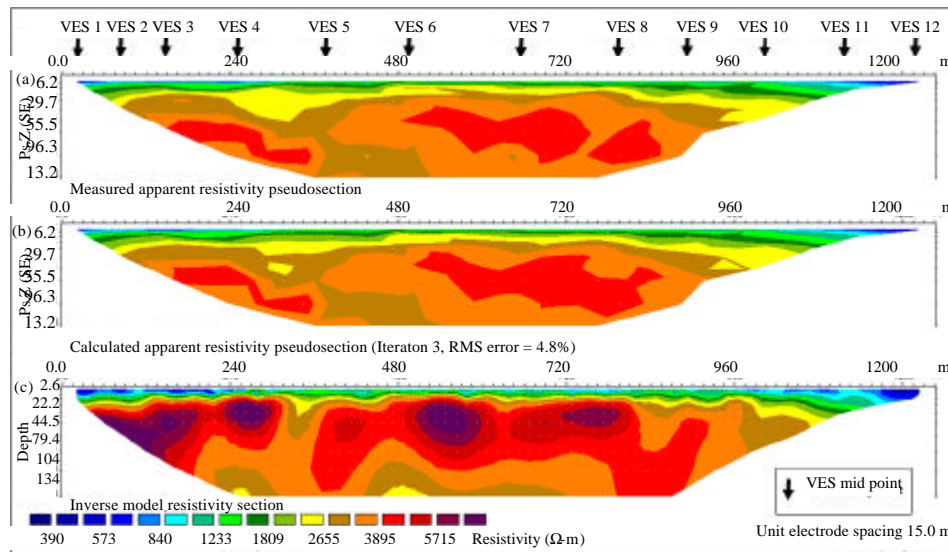 VES 1 VES 2 VES 3 VES 4 VES 5 VES 6 VES 7 VES 8 VES 9 VES 10 VES 11 VES 12
0.0 240 480 720 960 1200 m
(a)
6.2
29.7
55.5
96.3
13.2
Ps.Z (SE)
Measured apparent resistivity pseudosection
0.0 240 480 720 960 1200 m
(b)
6.2
29.7
55.5
96.3
13.2
Ps.Z (SE)
Calculated apparent resistivity pseudosection (Iteraton 3, RMS error = 4.8%)
0.0 240 480 720 960 1200 m
(c)
2.6
22.2
44.5
79.4
104
134
Depth
Inverse model resistivity section
390 573 840 1233 1809 2655 3895 5715 Resistivity (Ω-m)
VES mid point
Unit electrode spacing 15.0 m